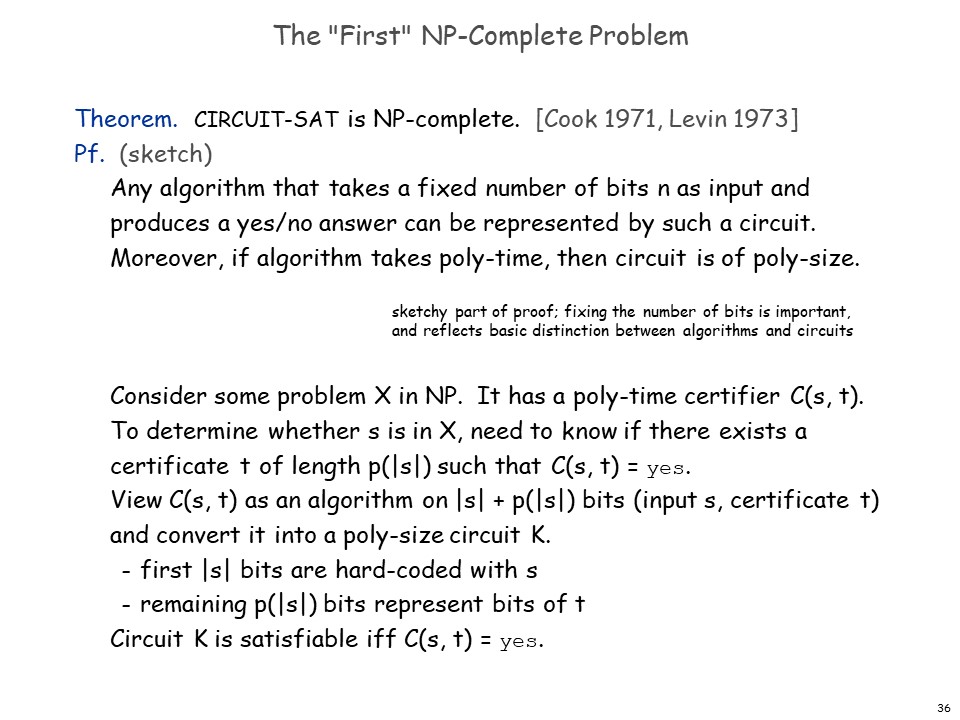 The "First" NP-Complete Problem
Theorem. CIRCUIT-SAT is NP-complete. [Cook 1971, Levin 1973]
Pf. (sketch)
Any algorithm that takes a fixed number of bits n as input and
produces a yes/no answer can be represented by such a circuit.
Moreover, if algorithm takes poly-time, then circuit is of poly-size.
sketchy part of proof; fixing the number of bits is important,
and reflects basic distinction between algorithms and circuits
Consider some problem X in NP. It has a poly-time certifier C(s, t).
To determine whether s is in X, need to know if there exists a
certificate t of length p(|s|) such that C(s, t) = yes.
View C(s, t) as an algorithm on |s| + p(|s|) bits (input s, certificate t)
and convert it into a poly-size circuit K.
- first |s| bits are hard-coded with s
- remaining p(|s|) bits represent bits of t
Circuit K is satisfiable iff C(s, t) = yes.
36